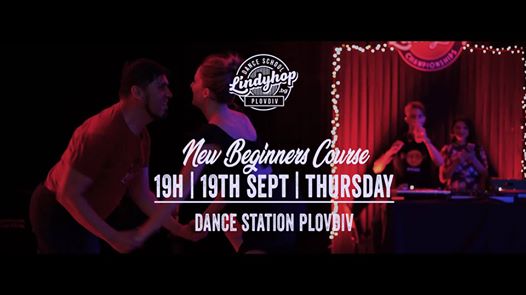 DANCE SCHOOL
Lindyhop
.bg
PLOVDIV
CHAMPIONSHIPS
New Beginners Course
19H | 19TH SEPT | THURSDAY
DANCE STATION PLOVDIV